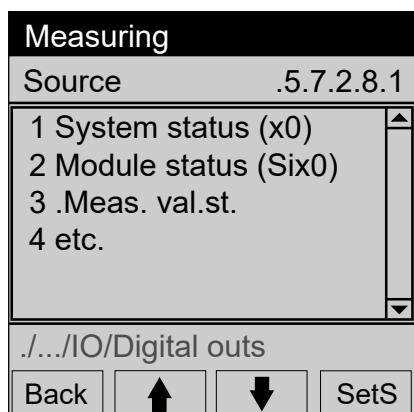 Measuring
Source .5.7.2.8.1
1 System status (x0)
2 Module status (Six0)
3 .Meas. val.st.
4 etc.
./.../IO/Digital outs
Back SetS